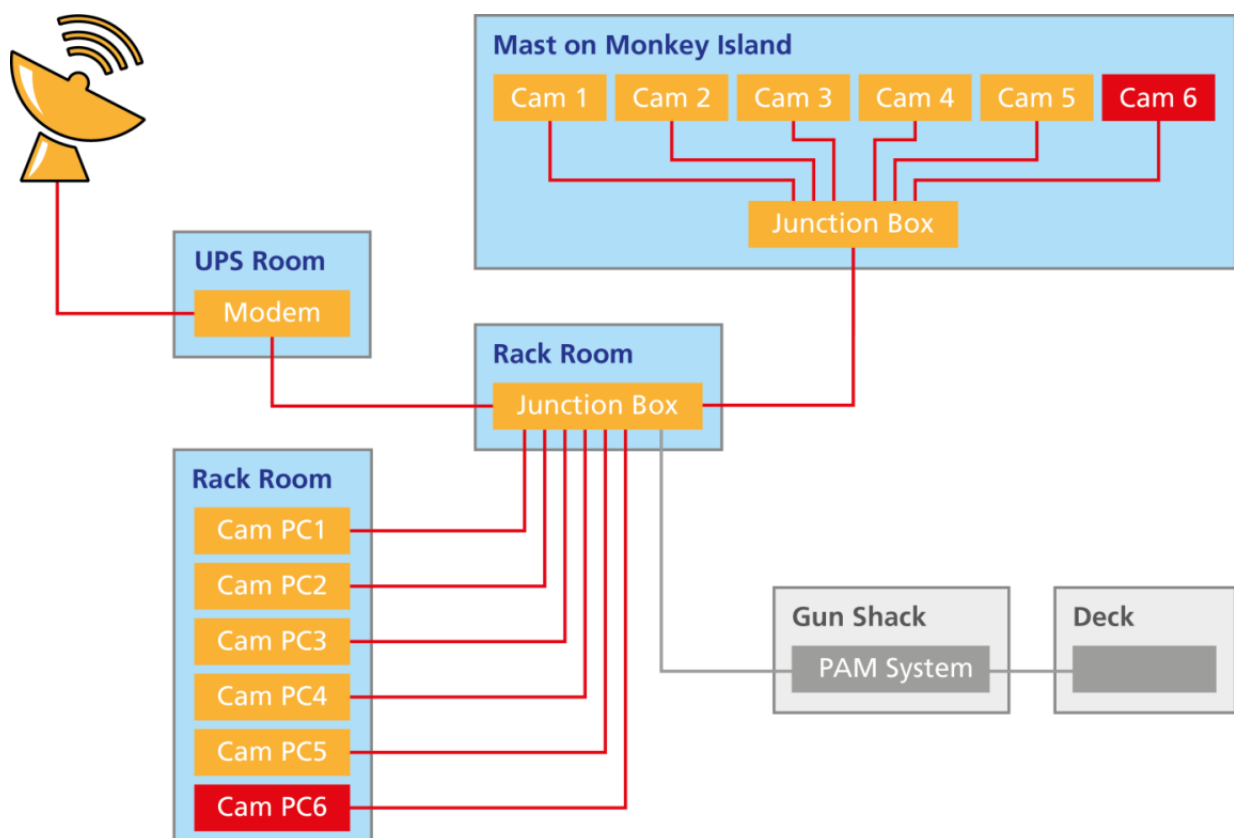 Mast on Monkey Island
Cam 1 Cam 2 Cam 3 Cam 4 Cam 5 Cam 6
Junction Box
UPS Room
Modem
Rack Room
Junction Box
Rack Room
Cam PC1
Cam PC2
Cam PC3
Cam PC4
Cam PC5
Cam PC6
Gun Shack
PAM System
Deck